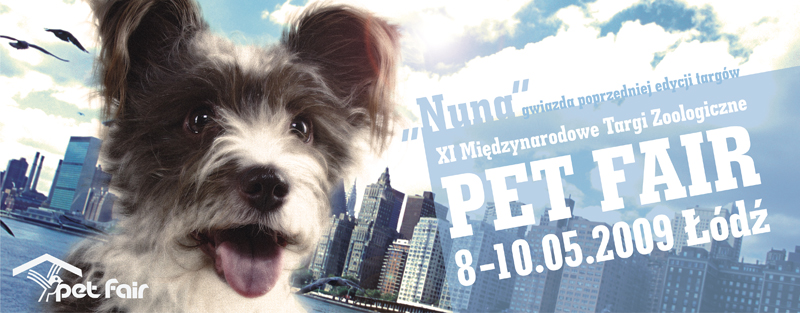 „Nuna” gwiazda poprzedniej edycji targów
XI Międzynarodowe Targi Zoologiczne
PET FAIR
8-10.05.2009 Łódź
pet fair